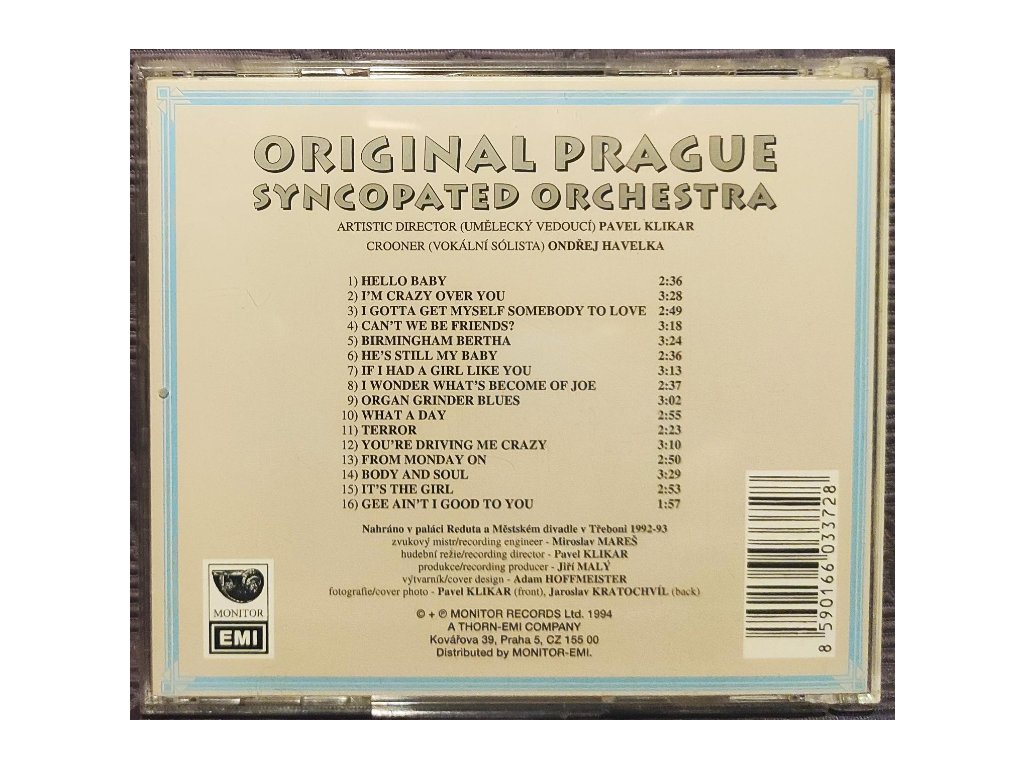 ORIGINAL PRAGUE
SYNCOPATED ORCHESTRA
ARTISTIC DIRECTOR (UMĚLECKÝ VEDOUCÍ) PAVEL KLIKAR
CROONER (VOKÁLNÍ SÓLISTA) ONDŘEJ HAVELKA
1) HELLO BABY 2:36
2) I'M CRAZY OVER YOU 3:28
3) I GOTTA GET MYSELF SOMEBODY TO LOVE 2:49
4) CAN'T WE BE FRIENDS? 3:18
5) BIRMINGHAM BERTHA 3:24
6) HE'S STILL MY BABY 2:36
7) IF I HAD A GIRL LIKE YOU 3:13
8) I WONDER WHAT'S BECOME OF JOE 2:37
9) ORGAN GRINDER BLUES 3:02
10) WHAT A DAY 2:55
11) TERROR 2:23
12) YOU'RE DRIVING ME CRAZY 3:10
13) FROM MONDAY ON 2:50
14) BODY AND SOUL 3:29
15) IT'S THE GIRL 2:53
16) GEE AIN'T I GOOD TO YOU 1:57
Nahráno v paláci Reduta a Městském divadle v Třeboni 1992-93
zvukový mistr/recording engineer - Miroslav MAREŠ
hudební režie/recording director - Pavel KLIKAR
produkce/recording producer - Jiří MALÝ
výtvarník/cover design - Adam HOFFMEISTER
fotografie/cover photo - Pavel KLIKAR (front), Jaroslav KRATOCHVÍL (back)
© + ℗ MONITOR RECORDS Ltd. 1994
A THORN-EMI COMPANY
Kovářova 39, Praha 5, CZ 155 00
Distributed by MONITOR-EMI.
MONITOR
EMI
8 590166 033728